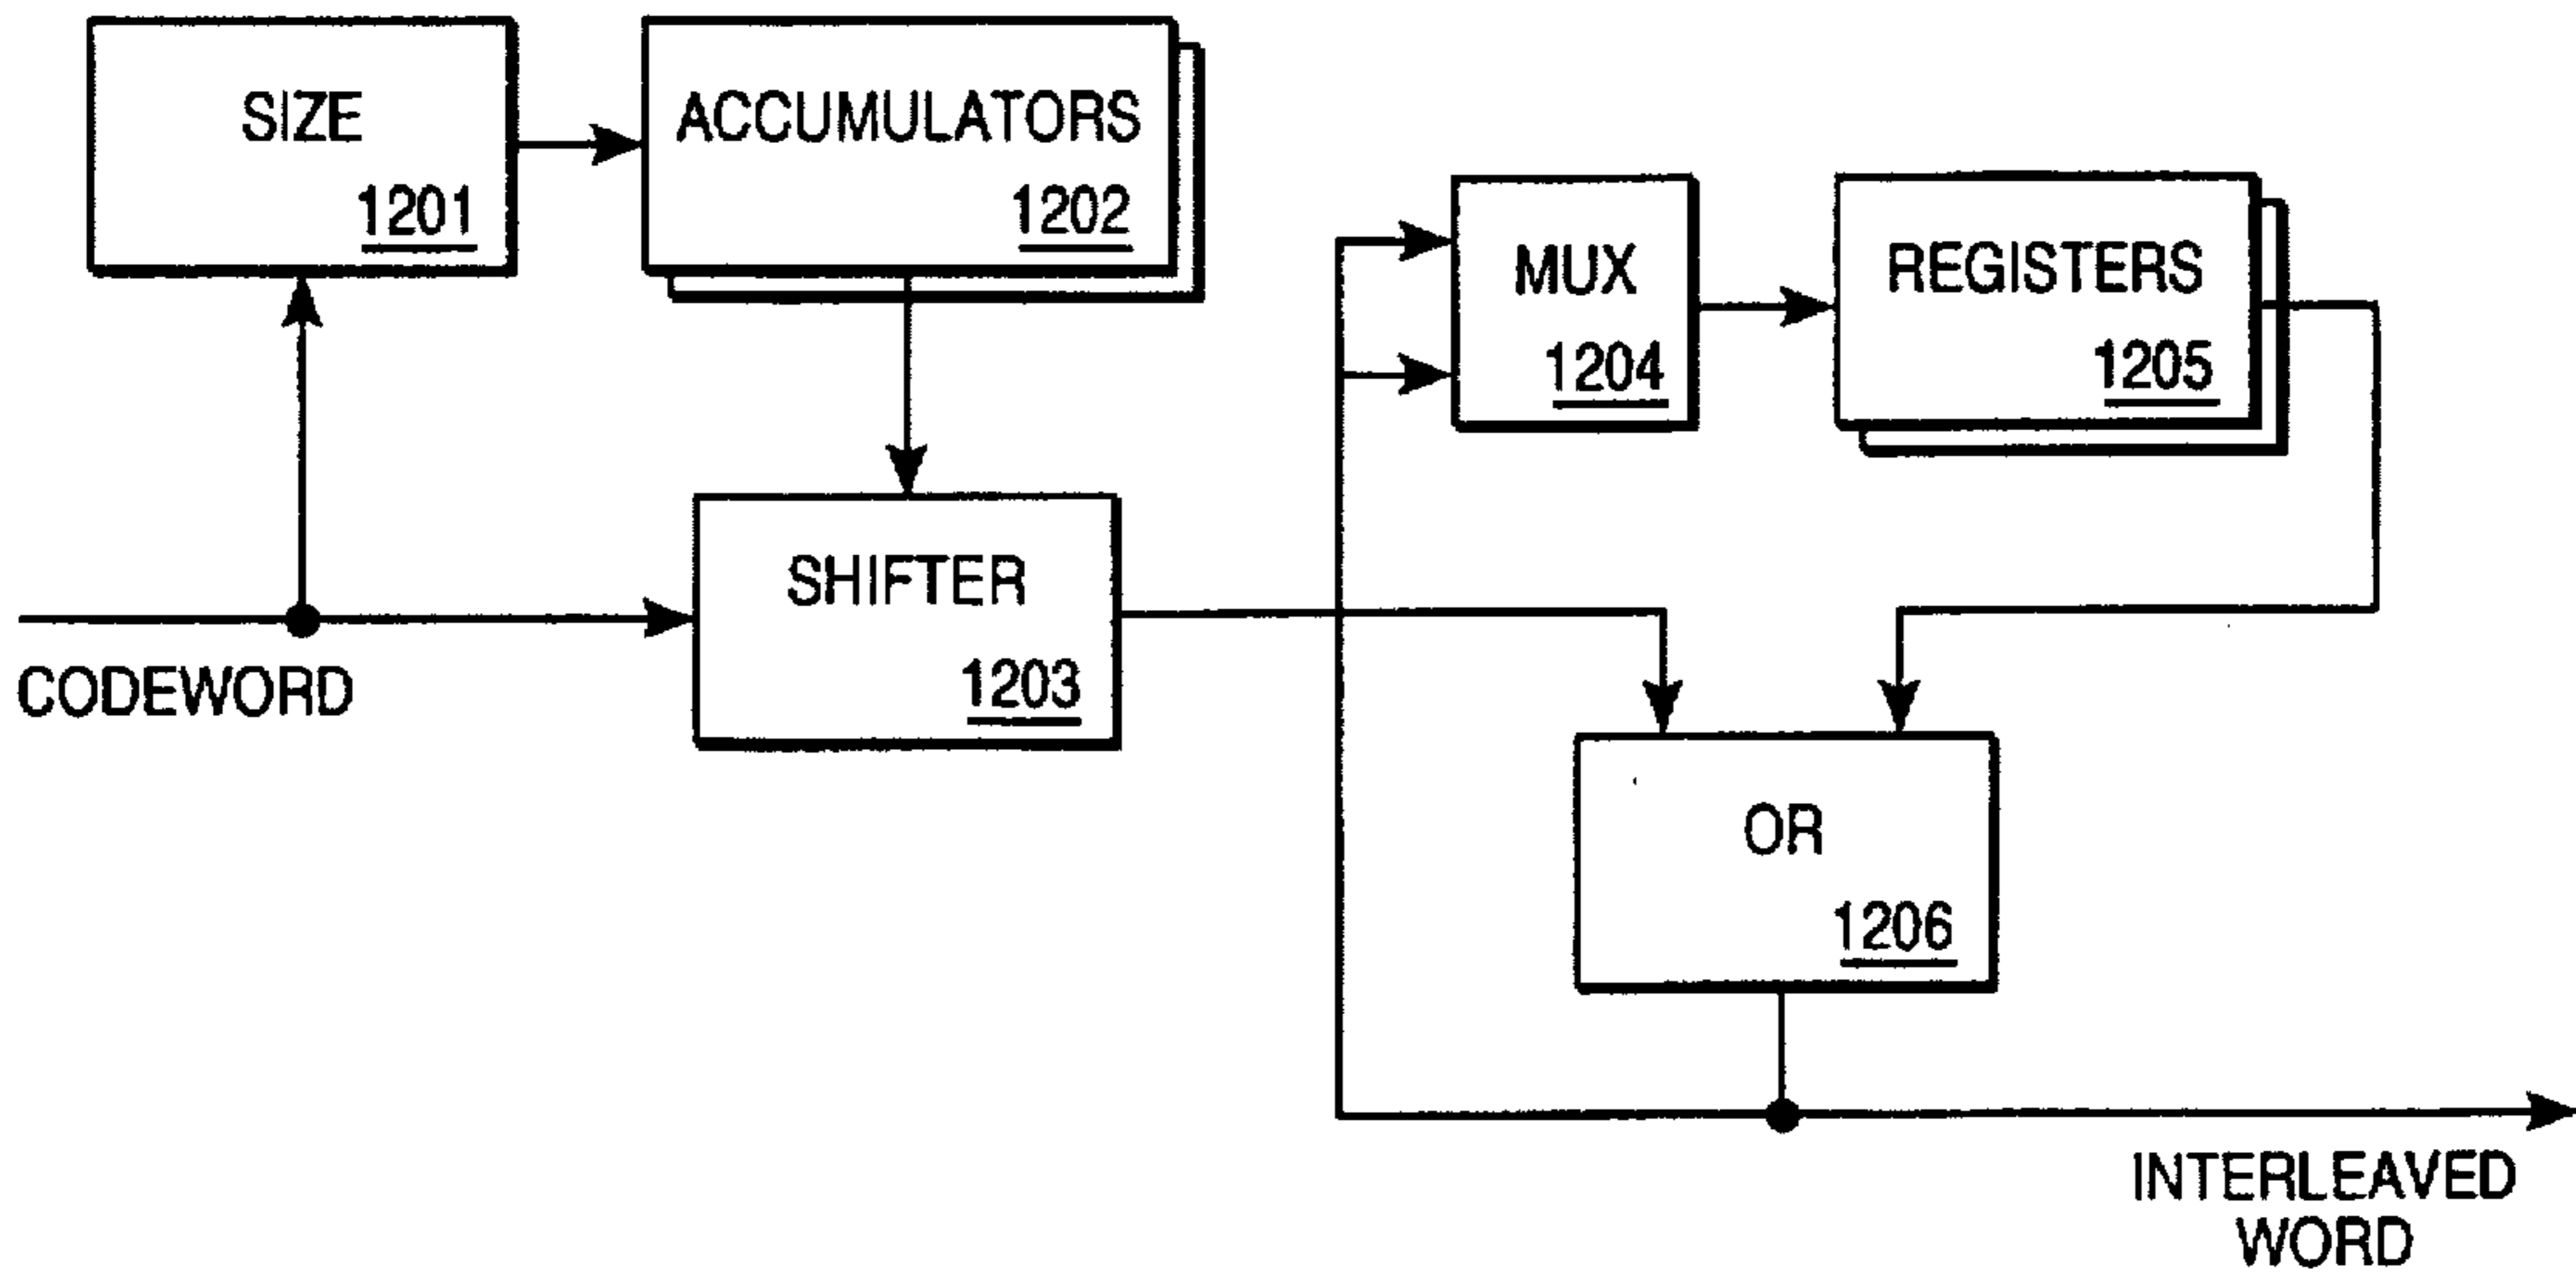 SIZE
1201
ACCUMULATORS
1202
MUX
1204
REGISTERS
1205
SHIFTER
1203
CODEWORD
OR
1206
INTERLEAVED
WORD